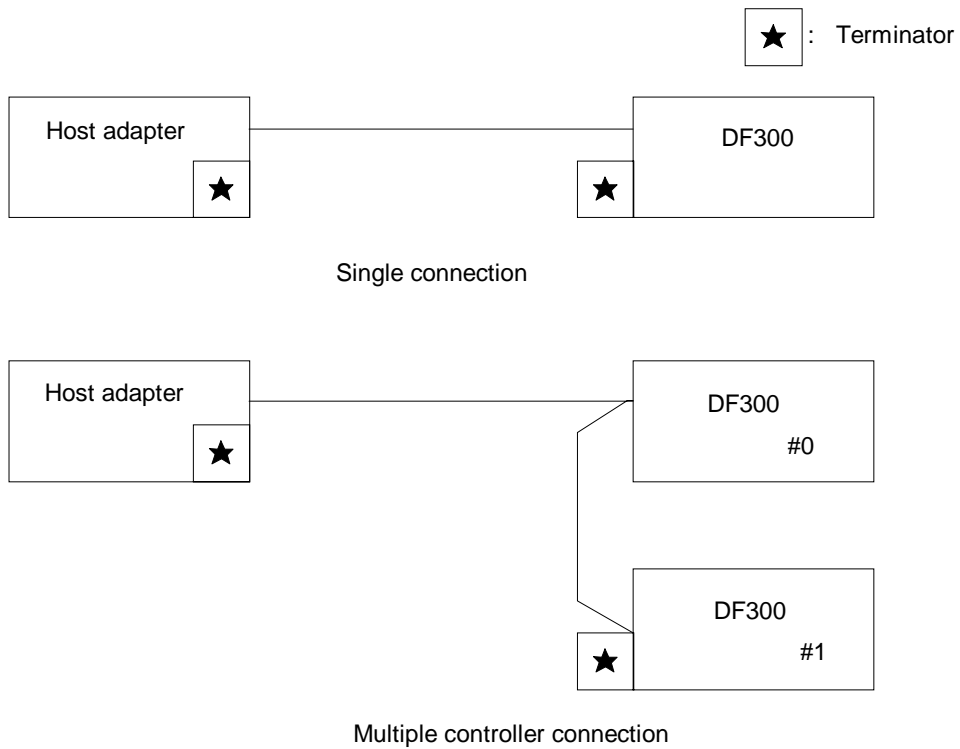 : Terminator
Host adapter
DF300
Single connection
Host adapter
DF300
#0
DF300
#1
Multiple controller connection